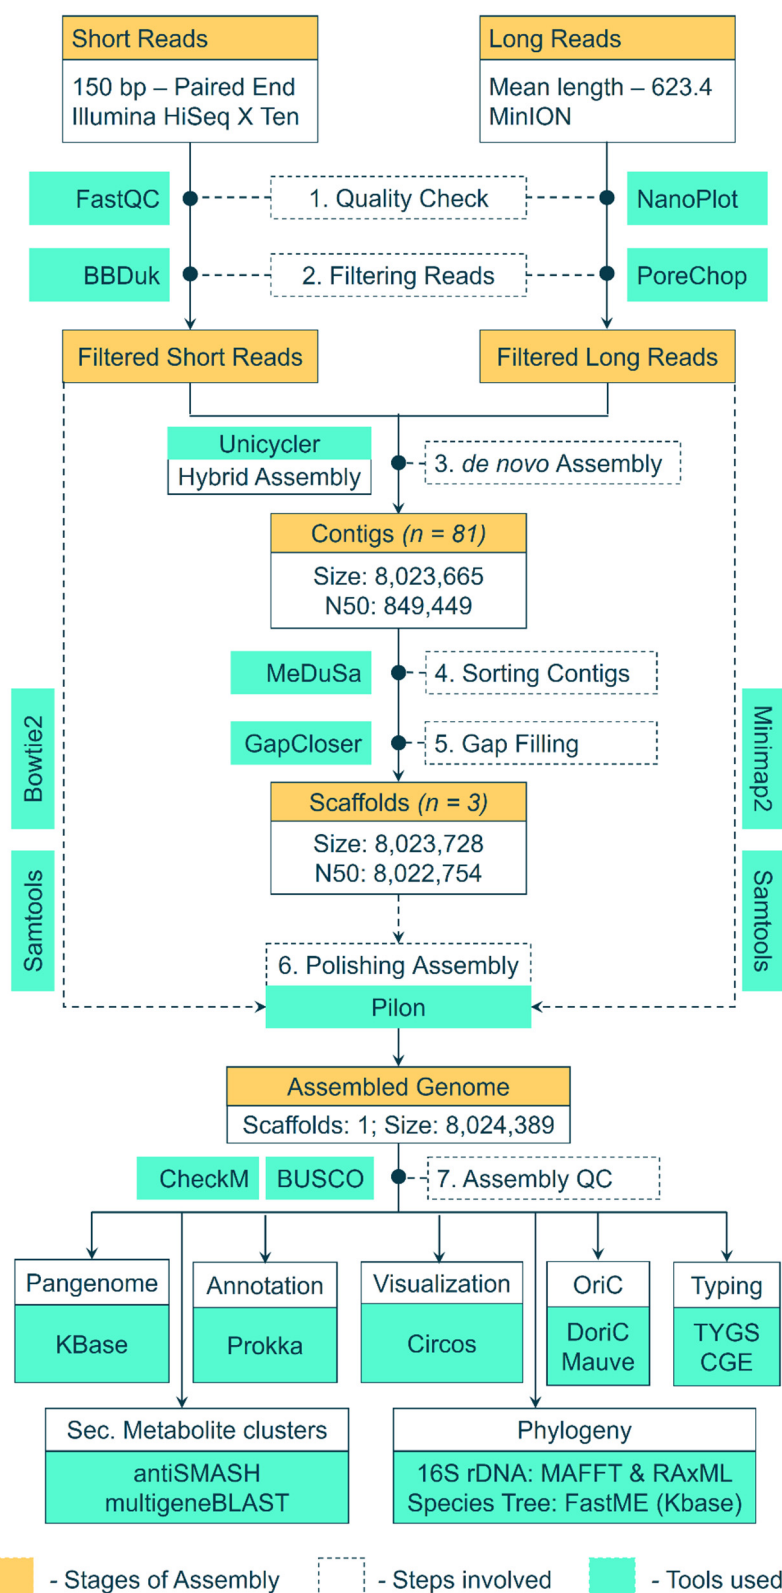 Short Reads
150 bp – Paired End
Illumina HiSeq X Ten
Long Reads
Mean length – 623.4
MinION
FastQC
1. Quality Check
NanoPlot
BBDuk
2. Filtering Reads
PoreChop
Filtered Short Reads
Filtered Long Reads
Unicycler
Hybrid Assembly
3. de novo Assembly
Contigs (n = 81)
Size: 8,023,665
N50: 849,449
MeDuSa
4. Sorting Contigs
GapCloser
5. Gap Filling
Bowtie2
Minimap2
Scaffolds (n = 3)
Size: 8,023,728
N50: 8,022,754
Samtools
Samtools
6. Polishing Assembly
Pilon
Assembled Genome
Scaffolds: 1; Size: 8,024,389
CheckM
BUSCO
7. Assembly QC
Pangenome
KBase
Annotation
Prokka
Visualization
Circos
OriC
DoriC
Mauve
Typing
TYGS
CGE
Sec. Metabolite clusters
antiSMASH
multigeneBLAST
Phylogeny
16S rDNA: MAFFT & RAxML
Species Tree: FastME (Kbase)
- Stages of Assembly
- Steps involved
- Tools used